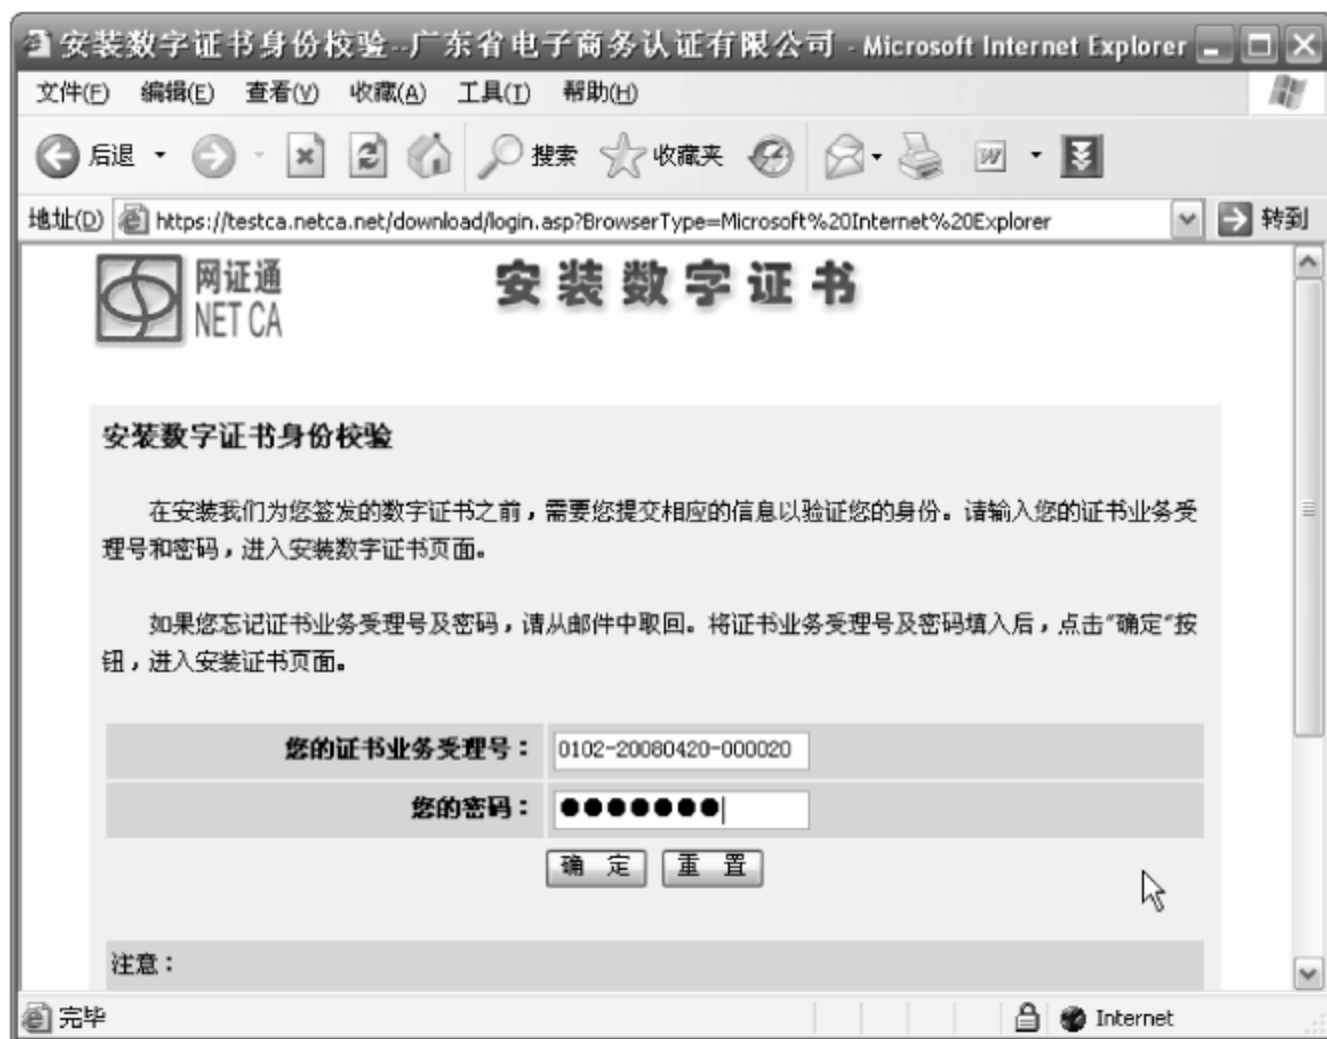 安装数字证书身份校验--广东省电子商务认证有限公司 - Microsoft Internet Explorer
文件(F) 编辑(E) 查看(V) 收藏(A) 工具(T) 帮助(H)
后退 搜索 收藏夹
地址(D) https://testca.netca.net/download/login.asp?BrowserType=Microsoft%20Internet%20Explorer 转到
网证通 安装数字证书
NET CA
安装数字证书身份校验
在安装我们为您签发的数字证书之前,需要您提交相应的信息以验证您的身份。请输入您的证书业务受
理号和密码,进入安装数字证书页面。
如果您忘记证书业务受理号及密码,请从邮件中取回。将证书业务受理号及密码填入后,点击"确定"按
钮,进入安装证书页面。
您的证书业务受理号: 0102-20080420-000020
您的密码: ●●●●●●●
确 定 重 置
注意:
完毕 Internet